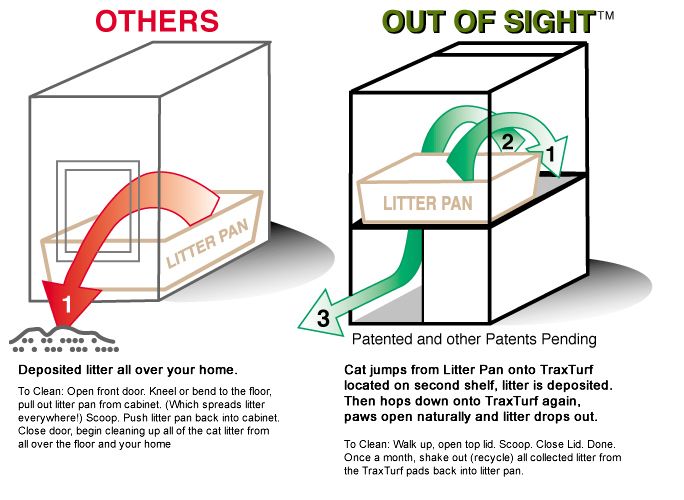 OTHERS
LITTER PAN
1
Deposited litter all over your home.
To Clean: Open front door. Kneel or bend to the floor,
pull out litter pan from cabinet. (Which spreads litter
everywhere!) Scoop. Push litter pan back into cabinet.
Close door, begin cleaning up all of the cat litter from
all over the floor and your home
OUT OF SIGHT™
2
1
LITTER PAN
3
Patented and other Patents Pending
Cat jumps from Litter Pan onto TraxTurf
located on second shelf, litter is deposited.
Then hops down onto TraxTurf again,
paws open naturally and litter drops out.
To Clean: Walk up, open top lid. Scoop. Close Lid. Done.
Once a month, shake out (recycle) all collected litter from
the TraxTurf pads back into litter pan.